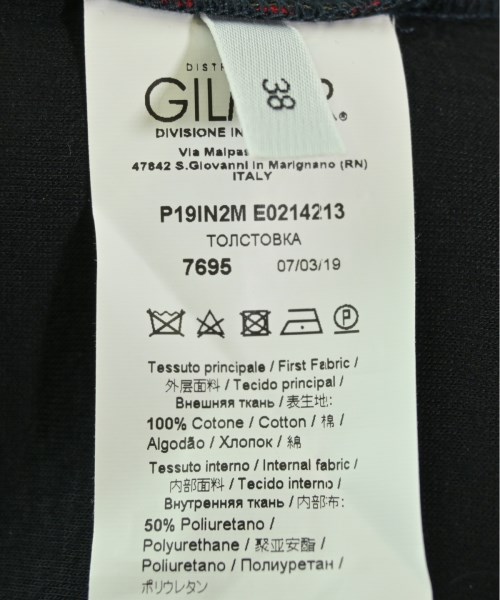 38
DIVISIONE IN
Via Malpas
47842 S.Giovanni in Marignano (RN)
ITALY
P19IN2M E0214213
ТОЛСТОВКА
7695 07/03/19
Tessuto principale / First Fabric /
外层面料 / Tecido principal /
Внешняя ткань / 表生地:
100% Cotone / Cotton / 棉 /
Algodão / Хлопок / 綿
Tessuto interno / Internal fabric /
内部面料 / Tecido interno /
Внутренняя ткань / 内部布:
50% Poliuretano /
Polyurethane / 聚亚安酯 /
Poliuretano / Полиуретан /
ポリウレタン